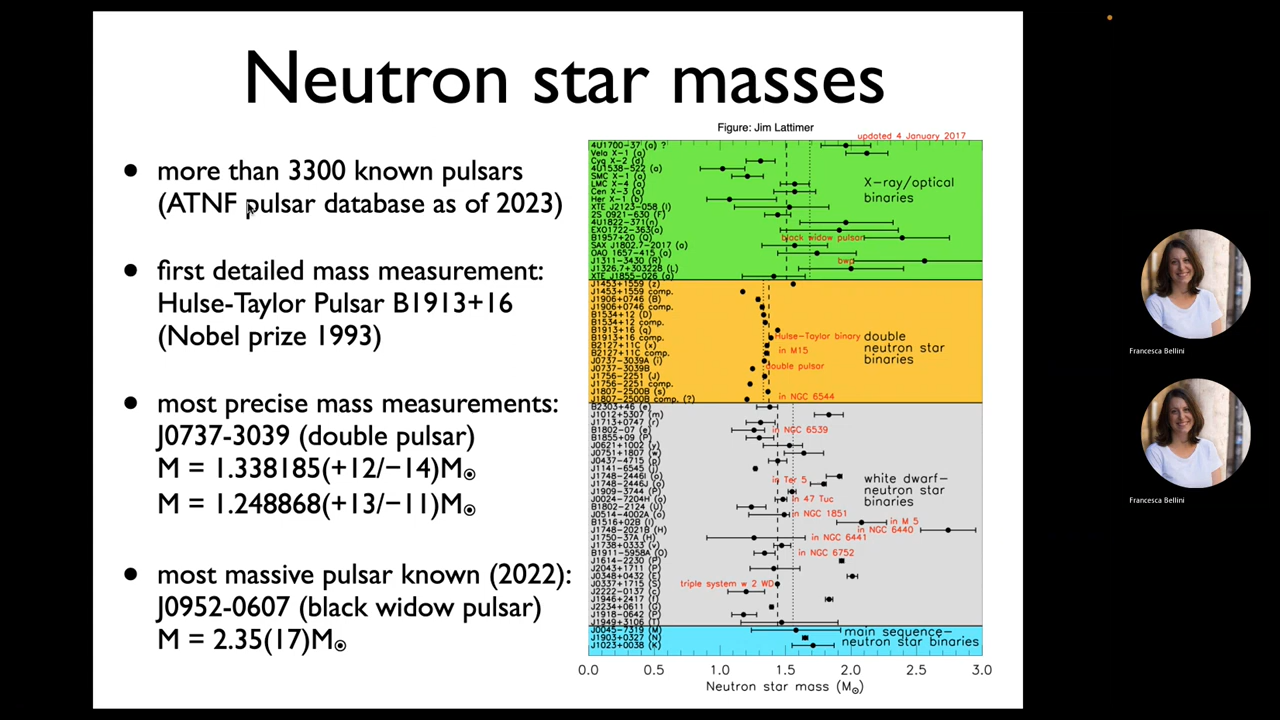 Neutron star masses
• more than 3300 known pulsars
(ATNF pulsar database as of 2023)
• first detailed mass measurement:
Hulse-Taylor Pulsar B1913+16
(Nobel prize 1993)
• most precise mass measurements:
J0737-3039 (double pulsar)
M = 1.338185(+12/−14)M⊙
M = 1.248868(+13/−11)M⊙
• most massive pulsar known (2022):
J0952-0607 (black widow pulsar)
M = 2.35(17)M⊙
Figure: Jim Lattimer
updated 4 January 2017
4U1700-37 (a) ?
Vela X-1 (a)
Cyg X-2 (d)
4U1538-522 (a)
SMC X-1 (a)
LMC X-4 (a)
Cen X-3 (a)
Her X-1 (b)
XTE J2123-058 (i)
2S 0921-630 (F)
4U1822-371(n)
EXO1722-363(a)
B1957+20 (O)
SAX J1802.7-2017 (a)
OAO 1657-415 (a)
J1311-3430 (R)
J1326.7+303228 (L)
XTE J1855-026 (a)
black widow pulsar
bwp
X-ray/optical
binaries
J1453+1559 (z)
J1453+1559 comp.
J1906+0746 (B)
J1906+0746 comp.
B1534+12 (D)
B1534+12 comp.
B1913+16 (q)
B1913+16 comp.
B2127+11C (x)
B2127+11C comp.
J0737-3039A (i)
J0737-3039B
J1756-2251 (J)
J1756-2251 comp.
J1807-2500B (s)
J1807-2500B comp. (?)
Hulse-Taylor binary
in M15
double pulsar
in NGC 6544
double
neutron star
binaries
B2303+46 (e)
J1012+5307 (m)
J1713+0747 (r)
B1802-07 (e)
B1855+09 (P)
J0621+1002 (y)
J0751+1807 (w)
J0437-4715 (p)
J1141-6545 (j)
J1748-2446I (o)
J1748-2446J (o)
J1909-3744 (P)
J0024-7204H (o)
B1802-2124 (U)
J0514-4002A (o)
B1516+02B (I)
J1748-2021B (H)
J1750-37A (H)
J1738+0333 (v)
B1911-5958A (Q)
J1614-2230 (P)
J2043+1711 (P)
J0348+0432 (E)
J0337+1715 (S)
J2222-0137 (c)
J1946+2417 (f)
J2234+0611 (G)
J1918-0642 (P)
J1949+3106 (T)
in NGC 6539
in Ter 5
in 47 Tuc
in NGC 1851
in M 5
in NGC 6440
in NGC 6441
in NGC 6752
triple system w 2 WD
white dwarf–
neutron star
binaries
J0045-7319 (M)
J1903+0327 (N)
J1023+0038 (K)
main sequence–
neutron star binaries
0.0 0.5 1.0 1.5 2.0 2.5 3.0
Neutron star mass (M⊙)
Francesca Bellini
Francesca Bellini